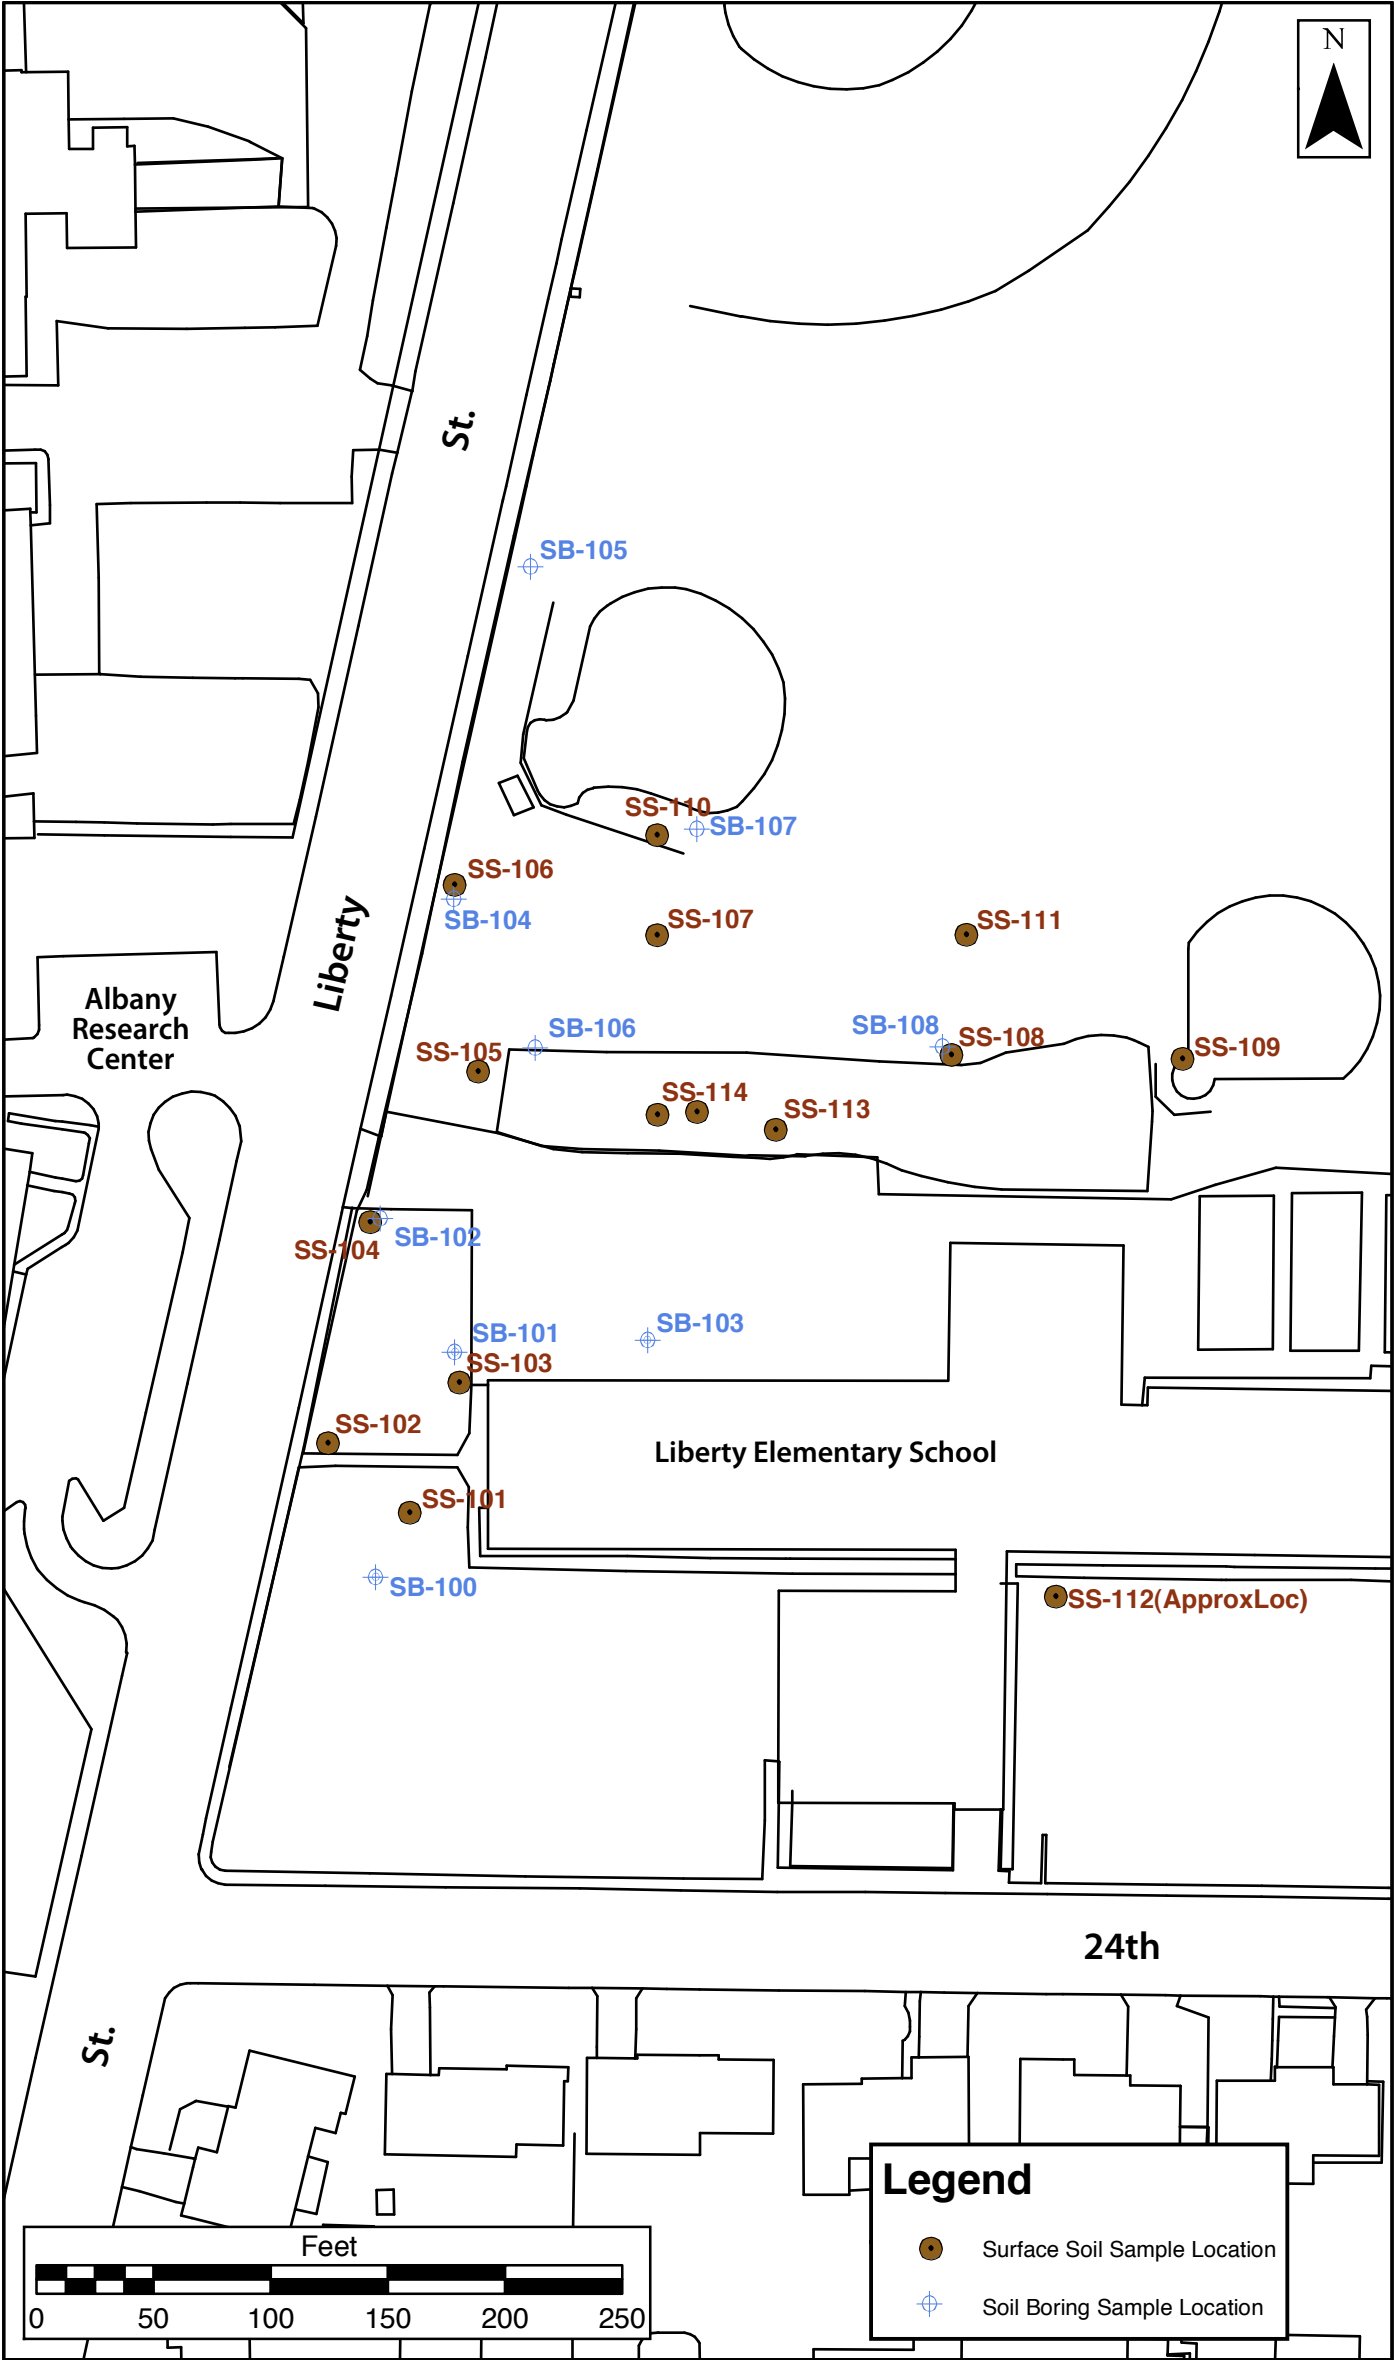 N
St.
SB-105
SS-110
SB-107
SS-106
SB-104
SS-107
SS-111
Liberty
Albany
Research
Center
SB-106
SB-108
SS-108
SS-105
SS-109
SS-114
SS-113
SB-102
SS-104
SB-103
SB-101
SS-103
SS-102
Liberty Elementary School
SS-101
SB-100
SS-112(ApproxLoc)
24th
St.
Legend
Surface Soil Sample Location
Soil Boring Sample Location
Feet
0 50 100 150 200 250